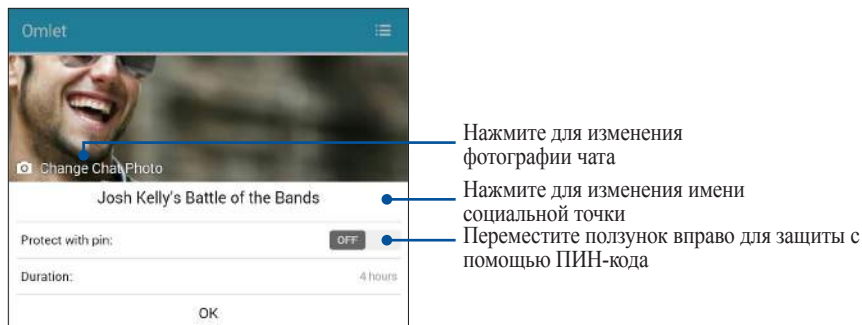 Omlet
Change Chat Photo
Josh Kelly's Battle of the Bands
Protect with pin:
OFF
Duration:
4 hours
OK
Нажмите для изменения
фотографии чата
Нажмите для изменения имени
социальной точки
Переместите ползунок вправо для защиты с
помощью ПИН-кода